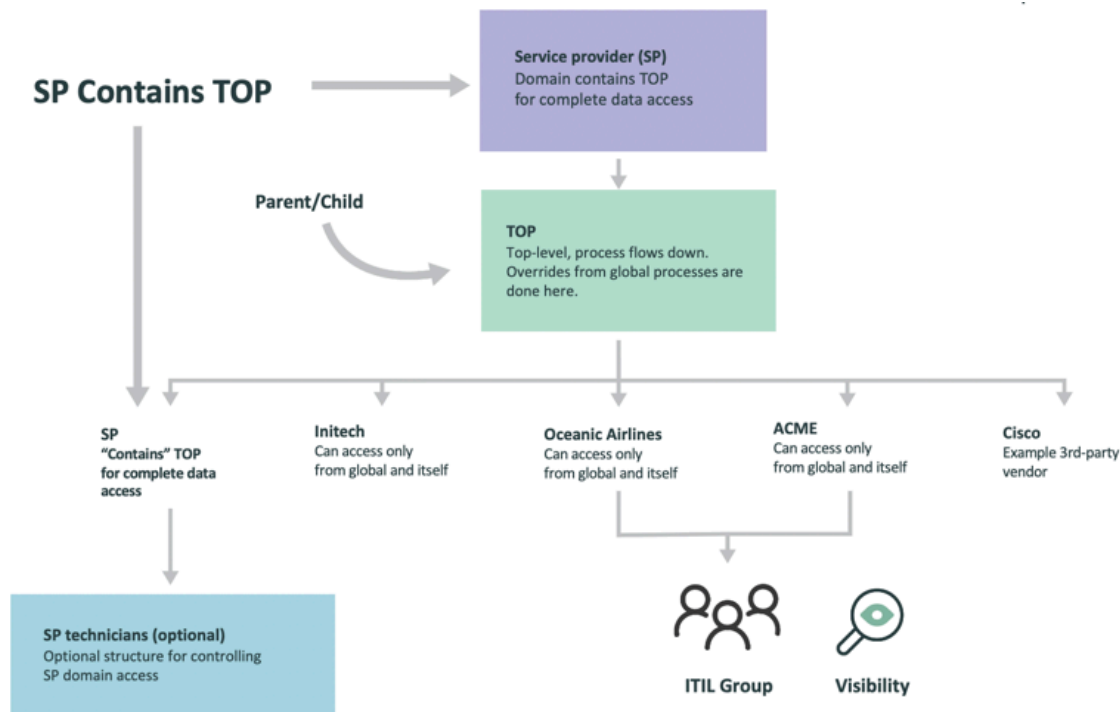 SP Contains TOP
Service provider (SP)
Domain contains TOP
for complete data access
Parent/Child
TOP
Top-level, process flows down.
Overrides from global processes are
done here.
SP
“Contains” TOP
for complete data
access
Initech
Can access only
from global and itself
Oceanic Airlines
Can access only
from global and itself
ACME
Can access only
from global and itself
Cisco
Example 3rd-party
vendor
SP technicians (optional)
Optional structure for controlling
SP domain access
ITIL Group
Visibility